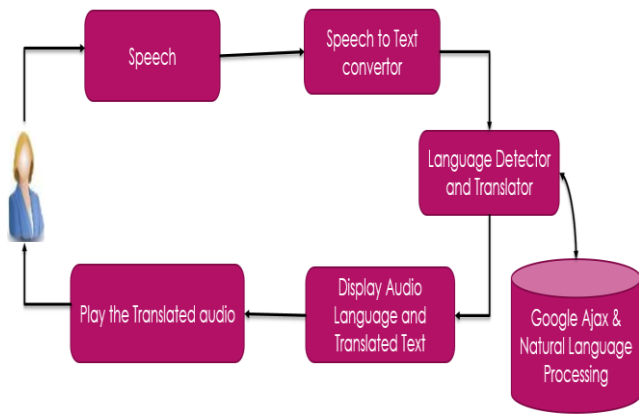 Speech
Speech to Text
convertor
Language Detector
and Translator
Google Ajax &
Natural Language
Processing
Display Audio
Language and
Translated Text
Play the Translated audio